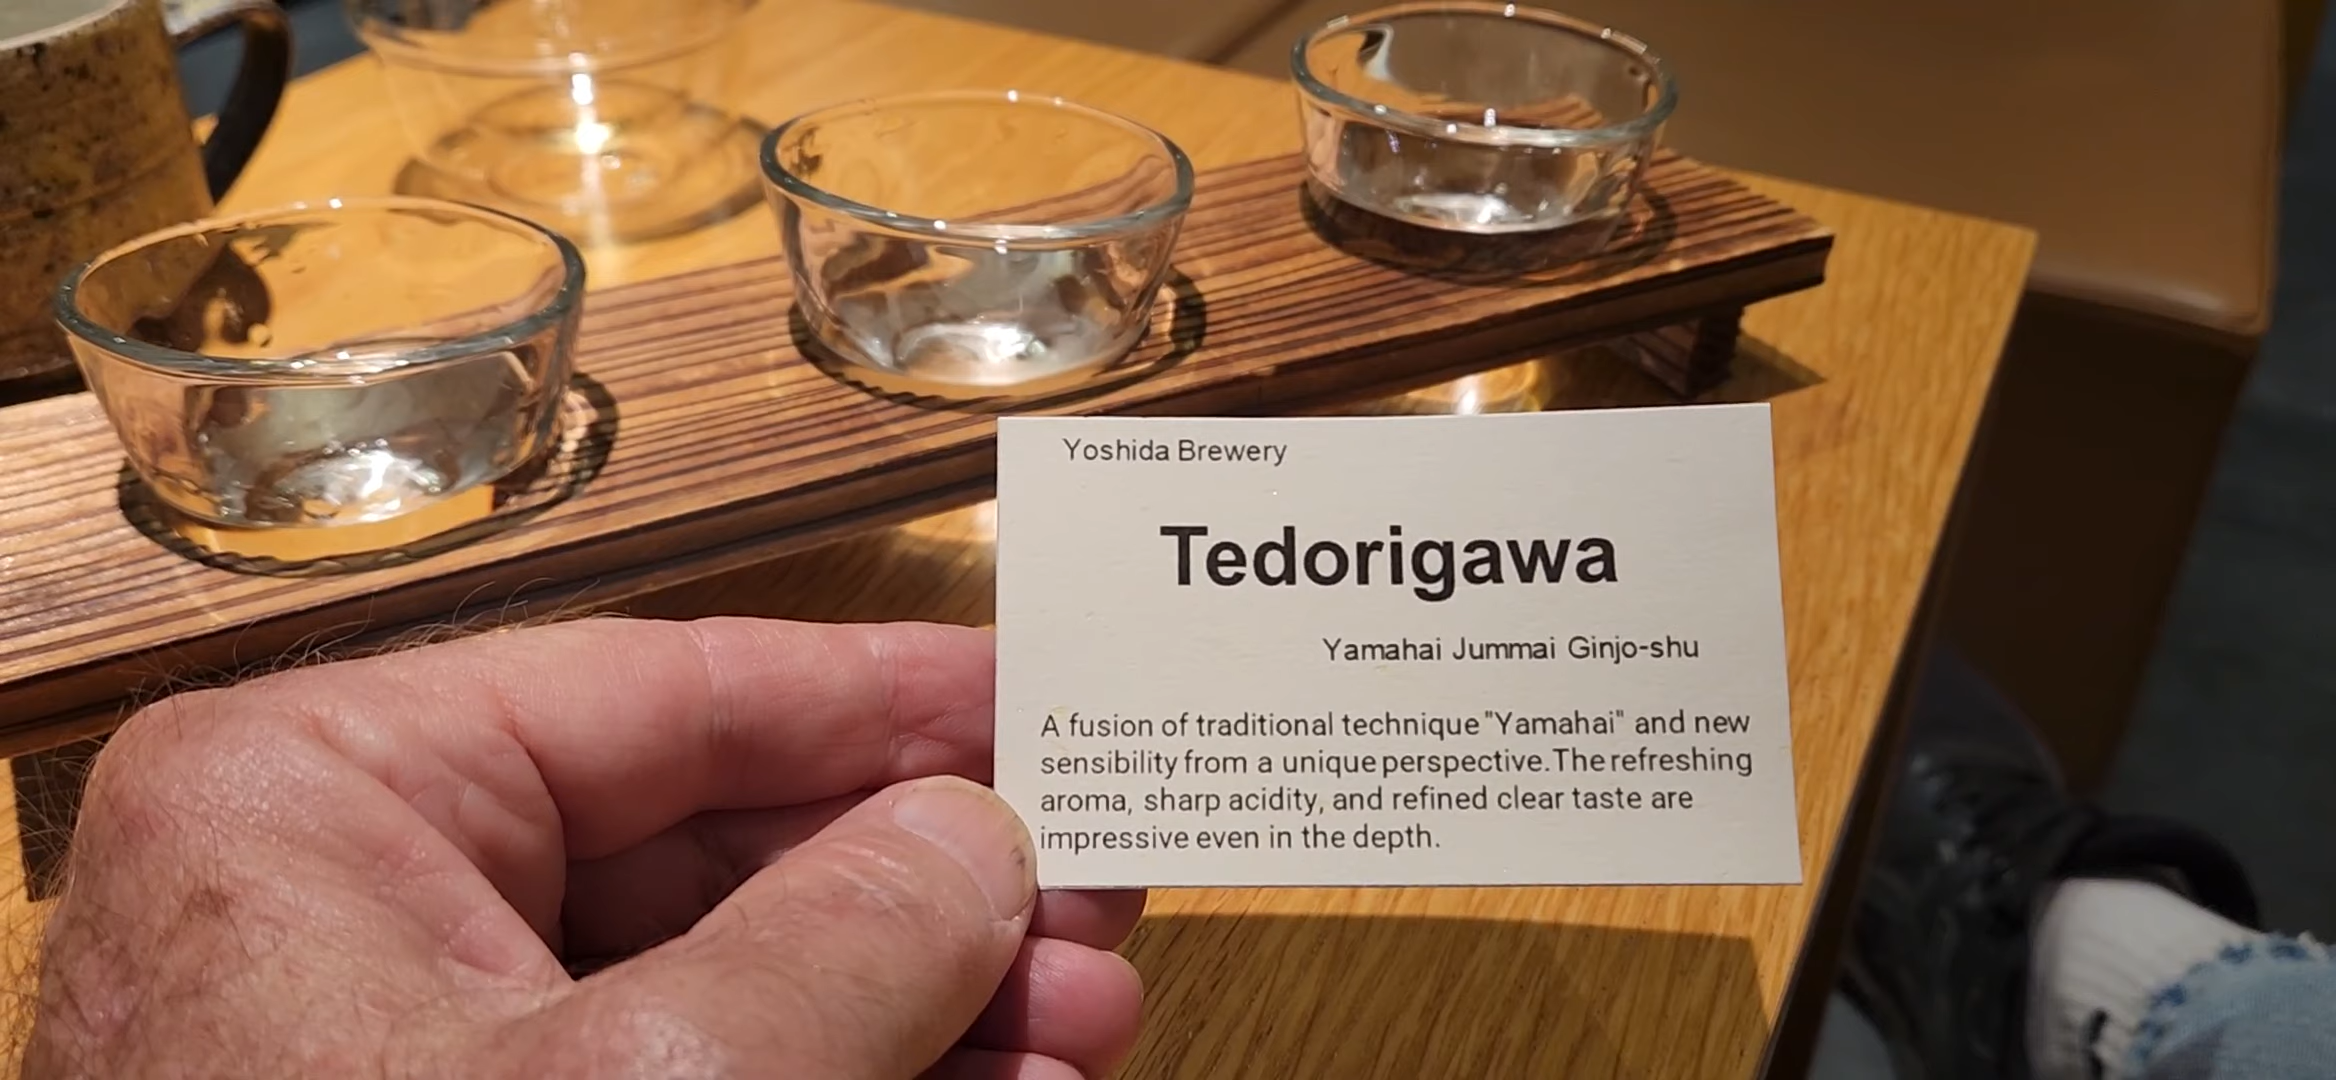 Yoshida Brewery
Tedorigawa
Yamahai Jummai Ginjo-shu
A fusion of traditional technique "Yamahai" and new
sensibility from a unique perspective. The refreshing
aroma, sharp acidity, and refined clear taste are
impressive even in the depth.